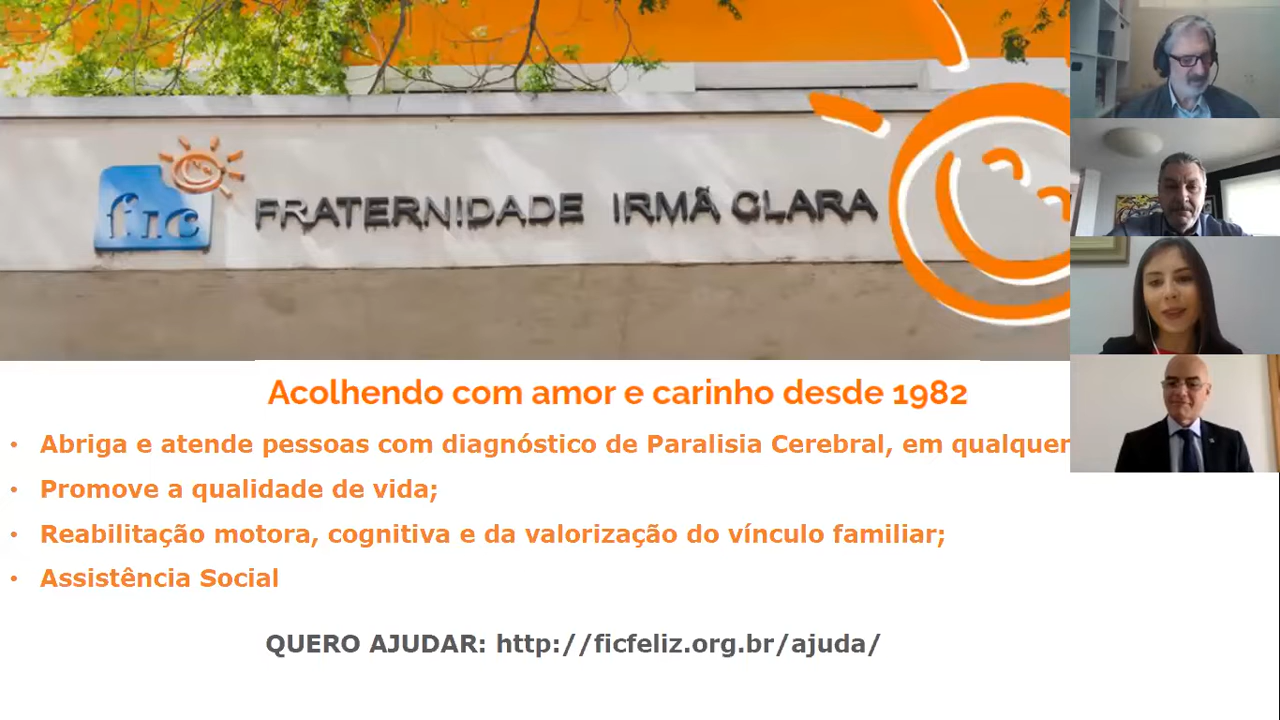 fic
FRATERNIDADE IRMÃ CLARA
Acolhendo com amor e carinho desde 1982
• Abriga e atende pessoas com diagnóstico de Paralisia Cerebral, em qualquer
• Promove a qualidade de vida;
• Reabilitação motora, cognitiva e da valorização do vínculo familiar;
• Assistência Social
QUERO AJUDAR: http://ficfeliz.org.br/ajuda/